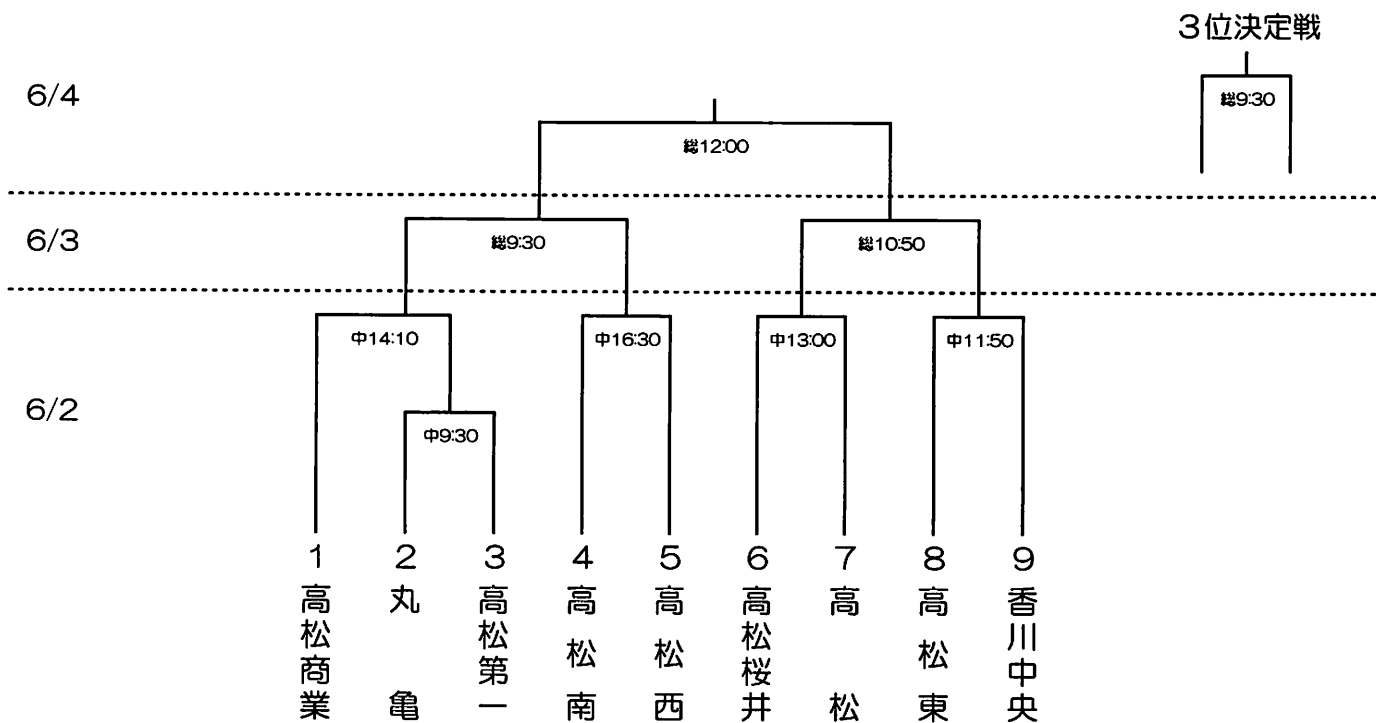 3位決定戦
6/4
総9:30
総12:00
6/3
総9:30
総10:50
中14:10
中16:30
中13:00
中11:50
6/2
中9:30
1
2
3
4
5
6
7
8
9
高松商業
丸亀
高松第一
高松南
高松西
高松桜井
高松
高松東
香川中央